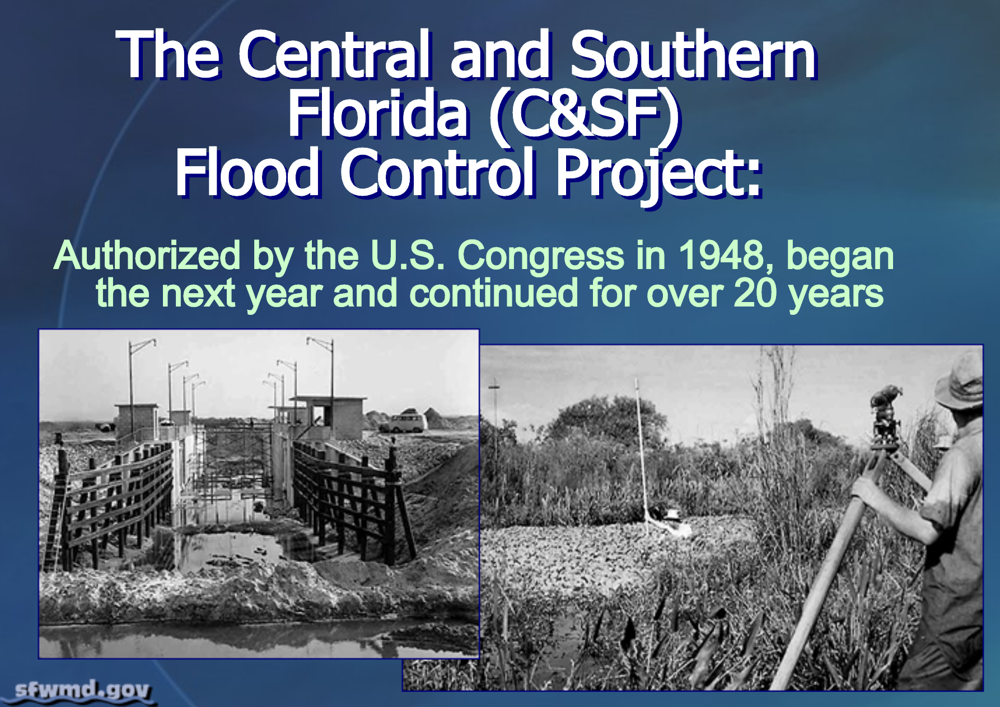 The Central and Southern
Florida (C&SF)
Flood Control Project:
Authorized by the U.S. Congress in 1948, began
the next year and continued for over 20 years
sfwmd.gov